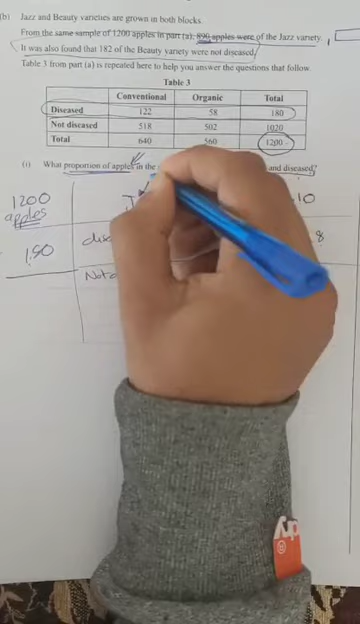 (b) Jazz and Beauty varieties are grown in both blocks.
From the same sample of 1200 apples in part (a), 890 apples were of the Jazz variety.
It was also found that 182 of the Beauty variety were not diseased.
Table 3 from part (a) is repeated here to help you answer the questions that follow.
Table 3
Conventional Organic Total
Diseased 122 58 180
Not diseased 518 502 1020
Total 640 560 1200
(i) What proportion of apples in the and diseased?
1200
apples
10
180
8